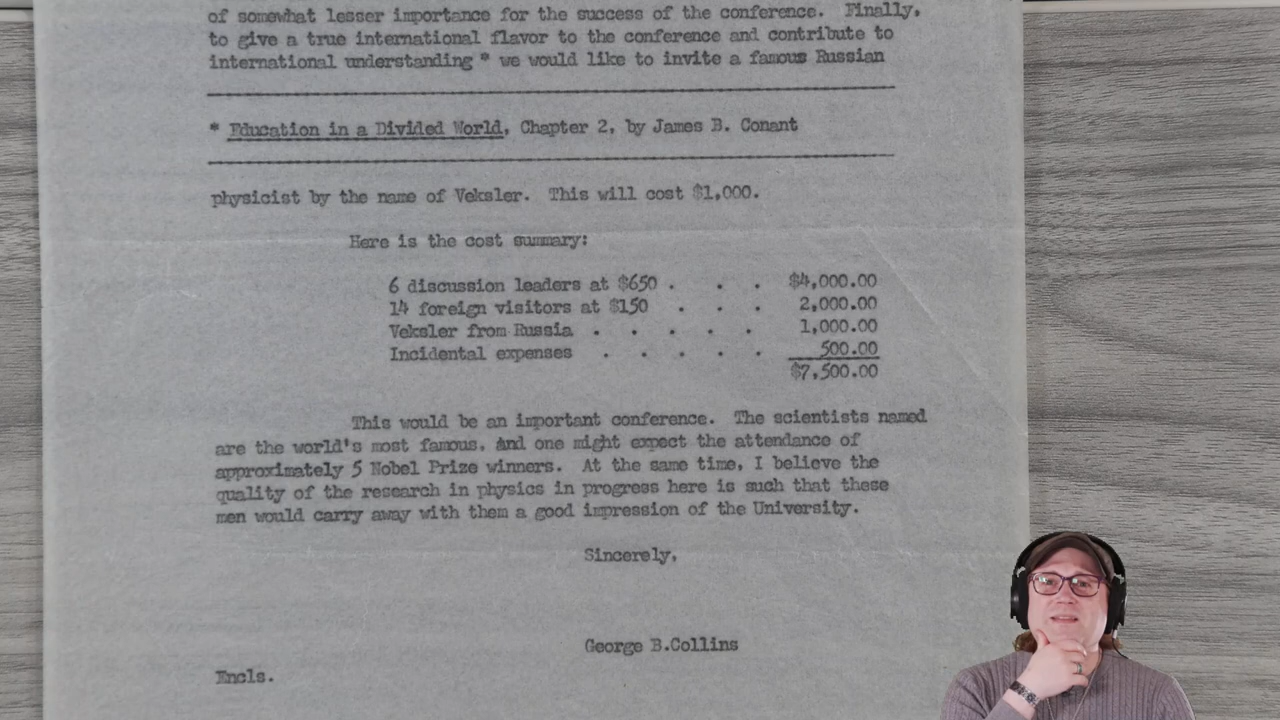 of somewhat lesser importance for the success of the conference. Finally,
to give a true international flavor to the conference and contribute to
international understanding * we would like to invite a famous Russian
* Education in a Divided World, Chapter 2, by James B. Conant
physicist by the name of Veksler. This will cost $1,000.
Here is the cost summary:
6 discussion leaders at $650 . . . $4,000.00
14 foreign visitors at $150 . . . 2,000.00
Veksler from Russia . . . . . 1,000.00
Incidental expenses . . . . . 500.00
$7,500.00
This would be an important conference. The scientists named
are the world's most famous, and one might expect the attendance of
approximately 5 Nobel Prize winners. At the same time, I believe the
quality of the research in physics in progress here is such that these
men would carry away with them a good impression of the University.
Sincerely,
George B.Collins
Encls.